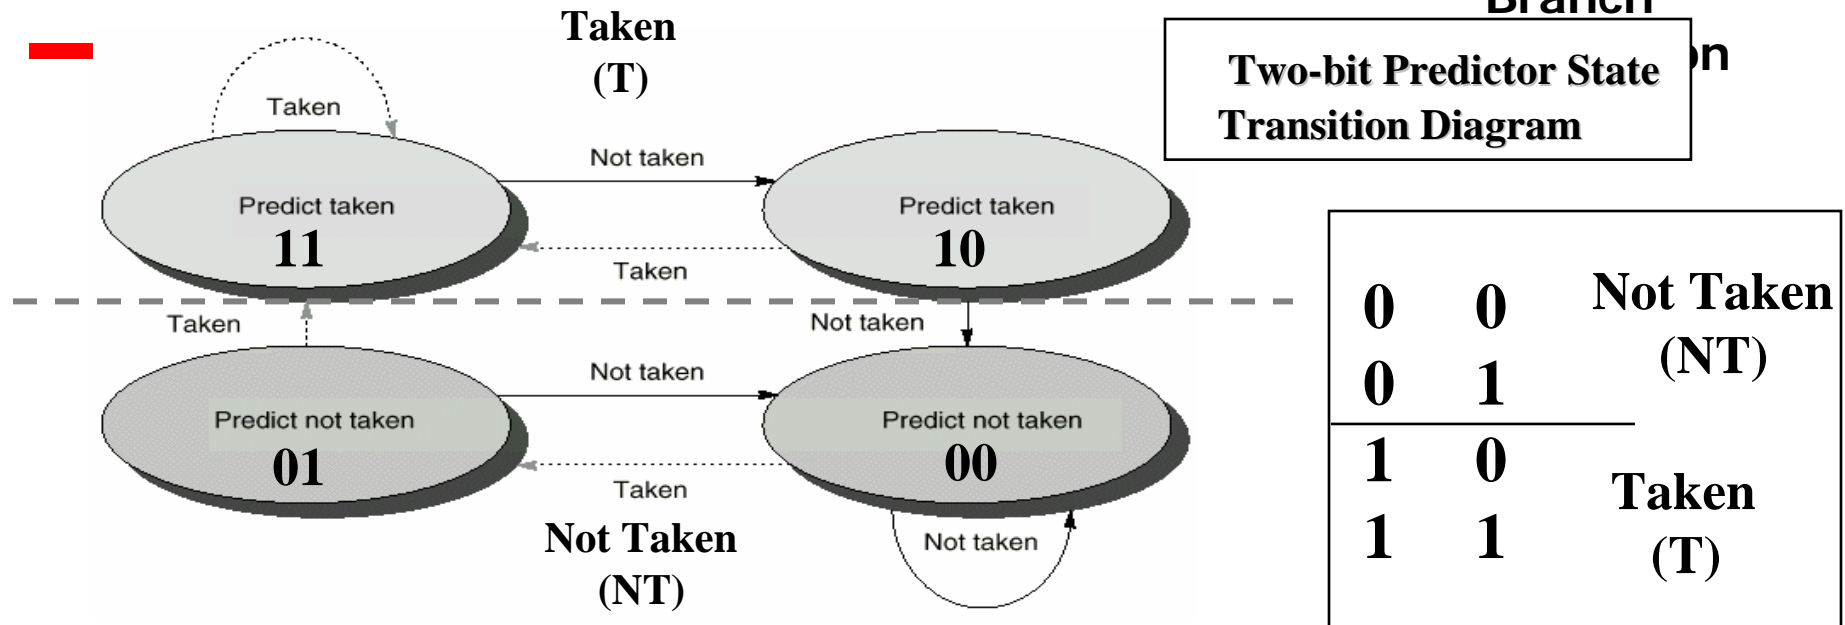 Branch
on
Two-bit Predictor State
Transition Diagram
Taken
(T)
Taken
Not taken
Predict taken
11
Predict taken
10
Taken
Taken
Not taken
Not taken
Predict not taken
01
Predict not taken
00
Taken
Not taken
Not Taken
(NT)
0 0
0 1
Not Taken
(NT)
1 0
1 1
Taken
(T)